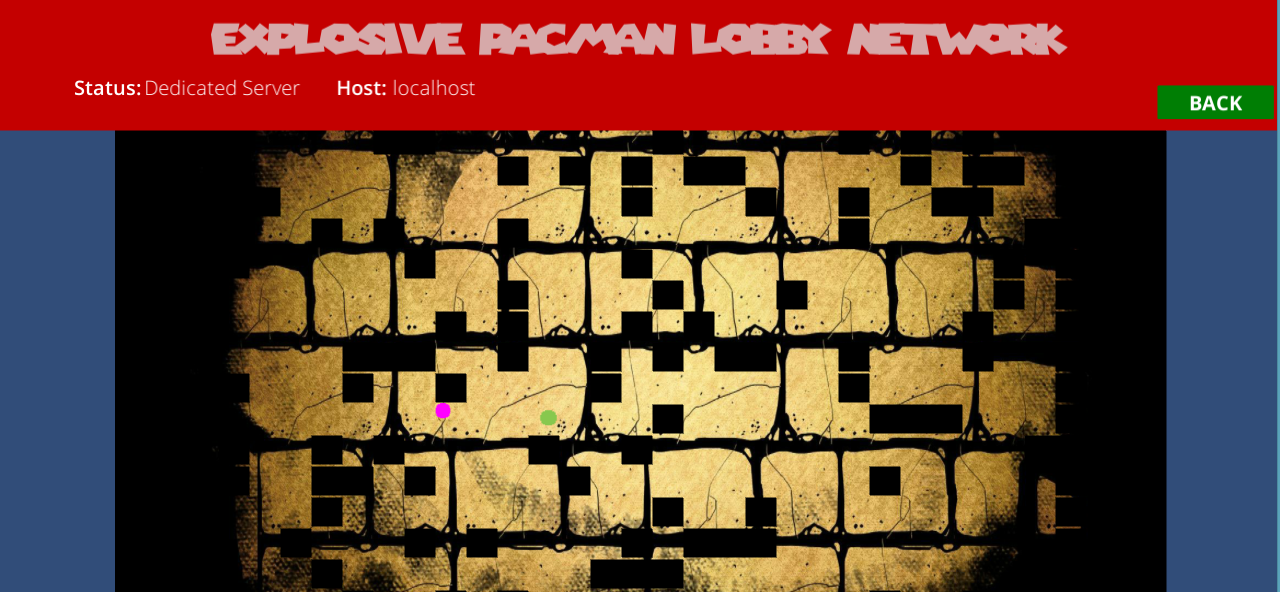 EXPLOSIVE PACMAN LOBBY NETWORK
Status: Dedicated Server Host: localhost
BACK